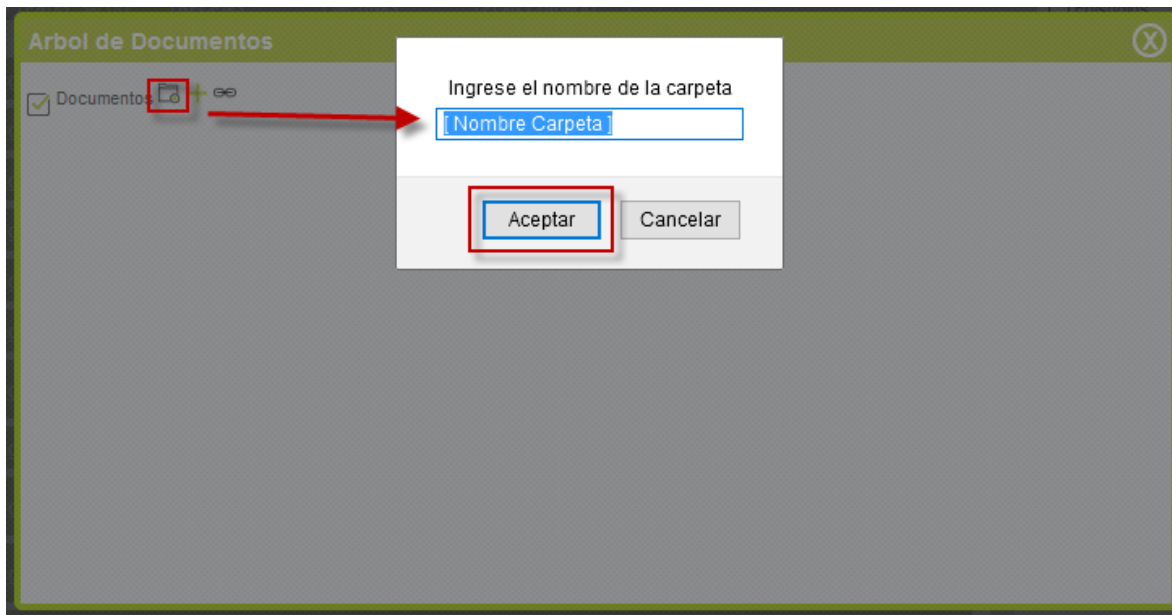 Arbol de Documentos
Documentos
Ingrese el nombre de la carpeta
[ Nombre Carpeta ]
Aceptar
Cancelar